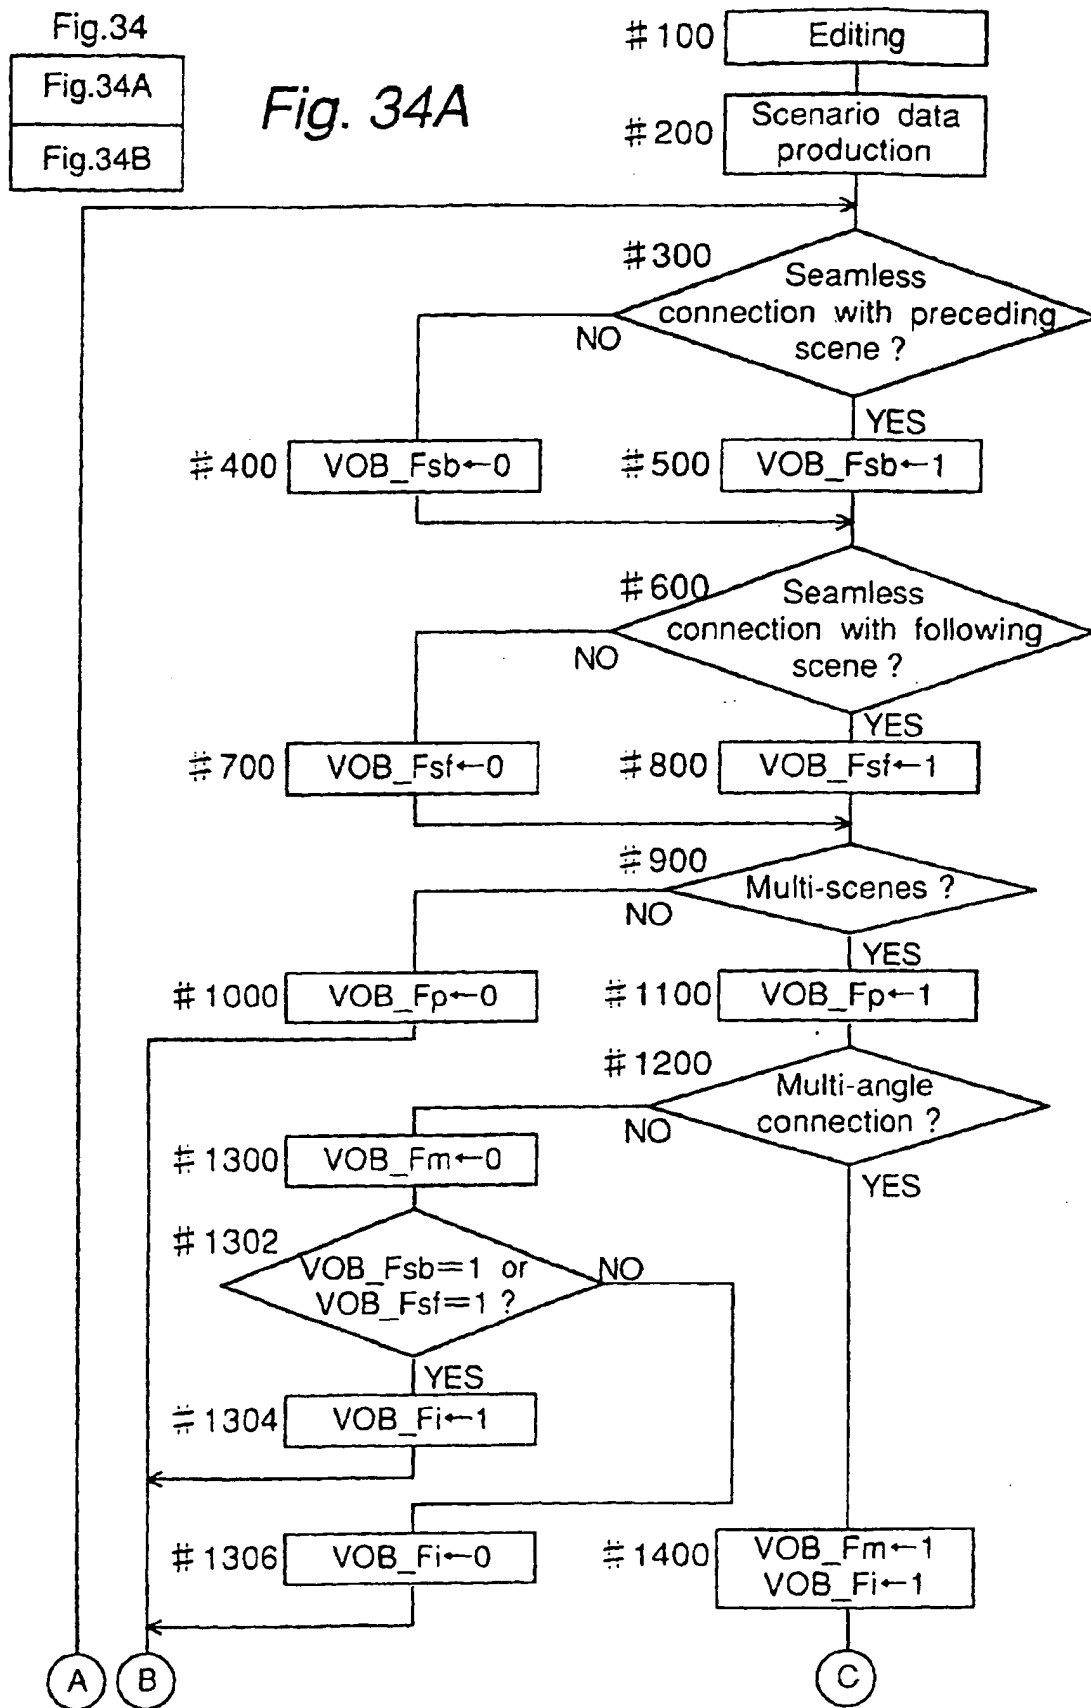 Fig.34
Fig.34A
Fig.34B
Fig. 34A
#100 Editing
#200 Scenario data
production
#300
Seamless
connection with preceding
scene ?
NO
YES
#400 VOB_Fsb←0
#500 VOB_Fsb←1
#600
Seamless
connection with following
scene ?
NO
YES
#700 VOB_Fsf←0
#800 VOB_Fsf←1
#900
Multi-scenes ?
NO
YES
#1000 VOB_Fp←0
#1100 VOB_Fp←1
#1200
Multi-angle
connection ?
NO
YES
#1300 VOB_Fm←0
#1302
VOB_Fsb=1 or
VOB_Fsf=1 ?
NO
YES
#1304 VOB_Fi←1
#1306 VOB_Fi←0
#1400 VOB_Fm←1
VOB_Fi←1
A
B
C